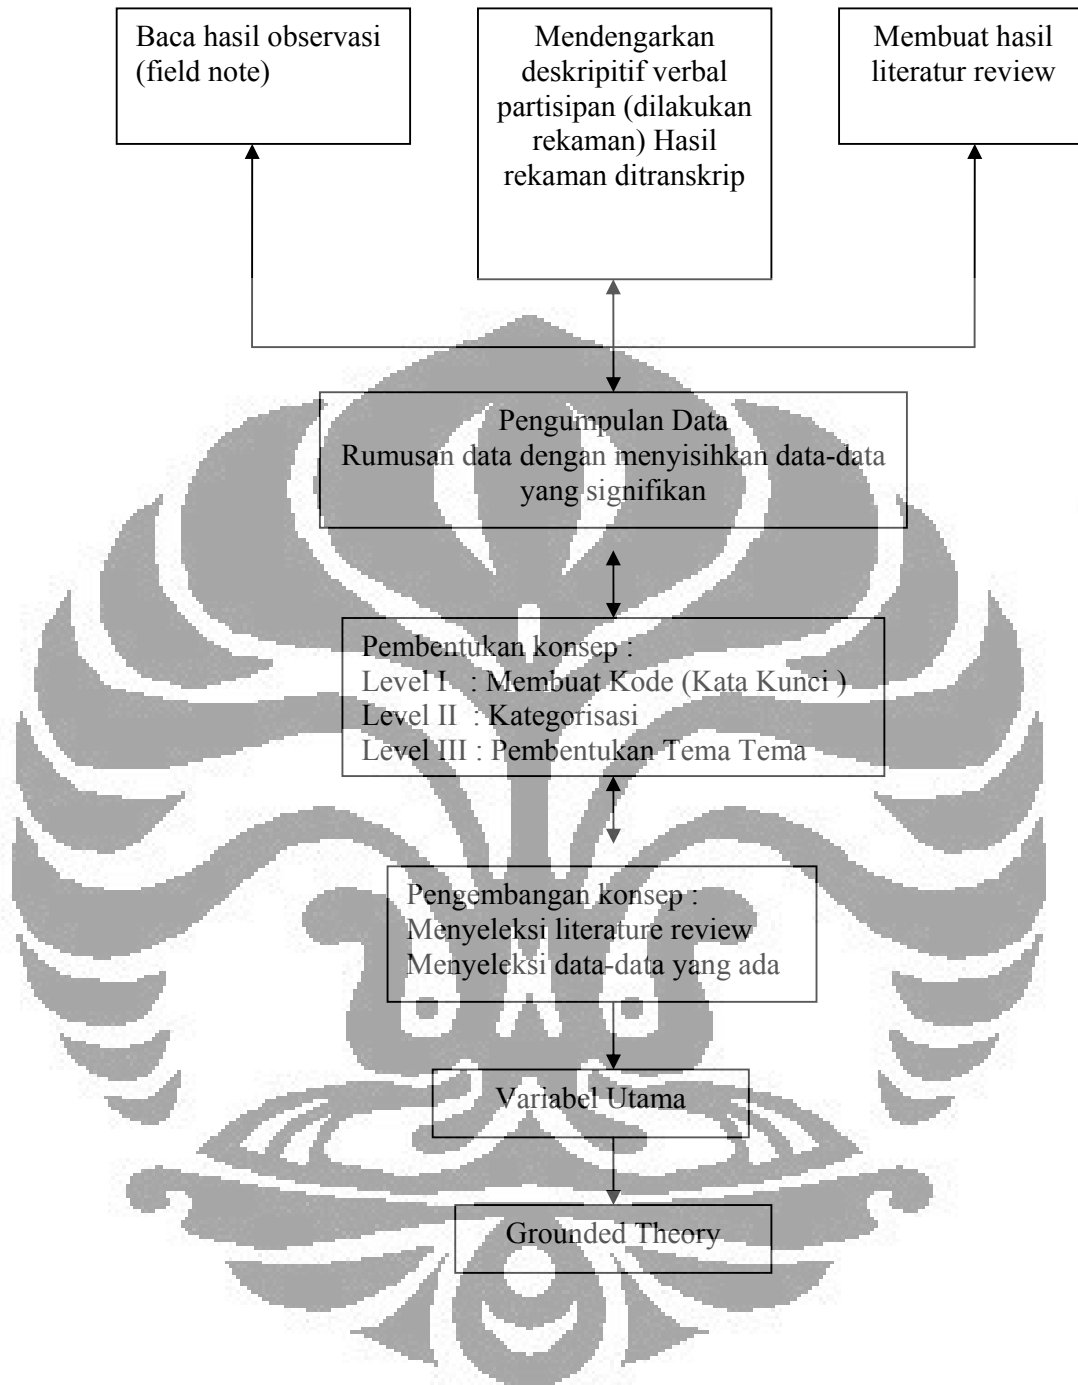 Baca hasil observasi
(field note)
Mendengarkan
deskripitif verbal
partisipan (dilakukan
rekaman) Hasil
rekaman ditranskrip
Membuat hasil
literatur review
Pengumpulan Data
Rumusan data dengan menyisihkan data-data
yang signifikan
Pembentukan konsep :
Level I : Membuat Kode (Kata Kunci )
Level II : Kategorisasi
Level III : Pembentukan Tema Tema
Pengembangan konsep :
Menyeleksi literature review
Menyeleksi data-data yang ada
Variabel Utama
Grounded Theory